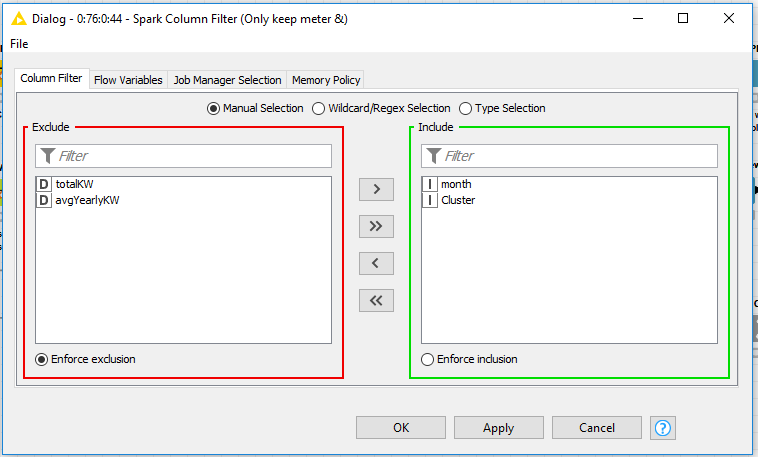 Dialog - 0:76:0:44 - Spark Column Filter (Only keep meter &)
File
Column Filter Flow Variables Job Manager Selection Memory Policy
Manual Selection Wildcard/Regex Selection Type Selection
Exclude
Filter
D totalKW
D avgYearlyKW
Enforce exclusion
>
>>
<
<<
Include
Filter
I month
I Cluster
Enforce inclusion
OK Apply Cancel ?